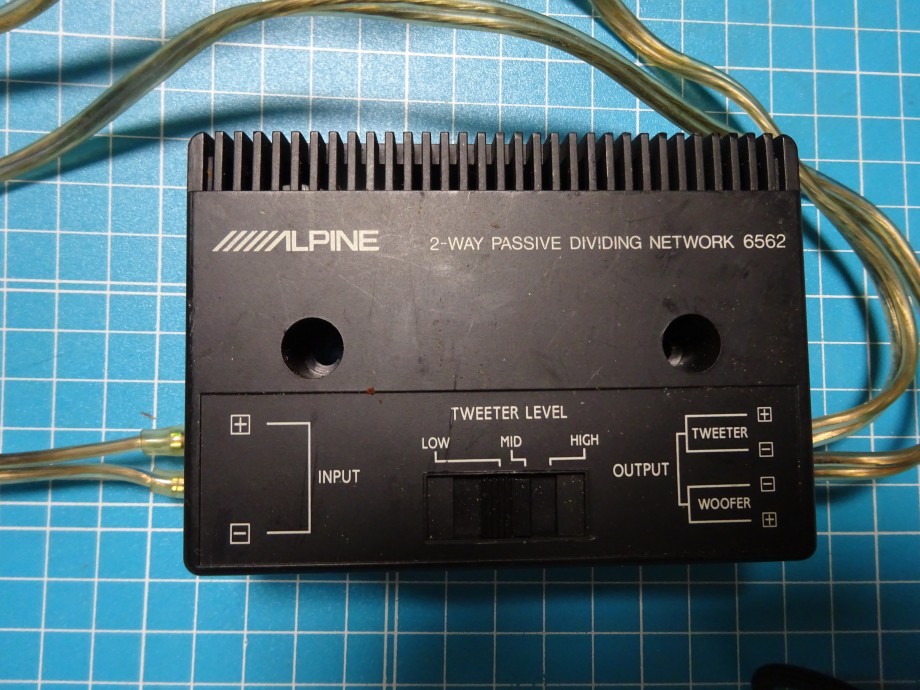 ALPINE
2-WAY PASSIVE DIVIDING NETWORK 6562
TWEETER LEVEL
LOW MID HIGH
+
INPUT
−
OUTPUT
TWEETER
+
−
WOOFER
−
+